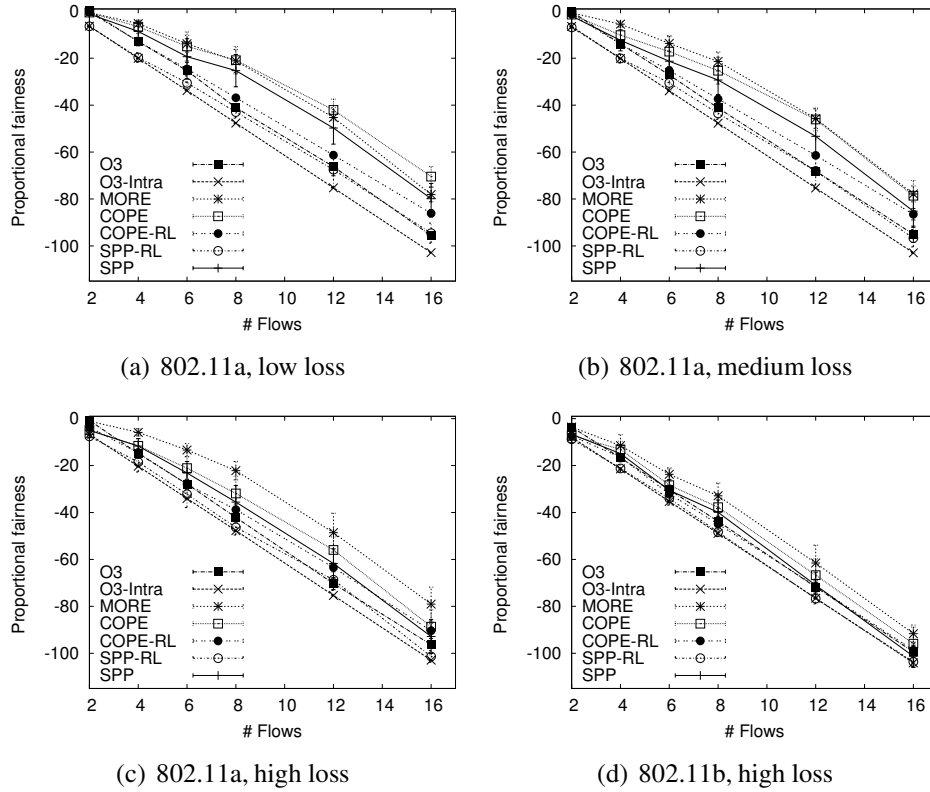 0
-20
-40
-60
-80
-100
Proportional fairness
O3
O3-Intra
MORE
COPE
COPE-RL
SPP-RL
SPP
2 4 6 8 10 12 14 16
# Flows
(a) 802.11a, low loss
0
-20
-40
-60
-80
-100
Proportional fairness
O3
O3-Intra
MORE
COPE
COPE-RL
SPP-RL
SPP
2 4 6 8 10 12 14 16
# Flows
(b) 802.11a, medium loss
0
-20
-40
-60
-80
-100
Proportional fairness
O3
O3-Intra
MORE
COPE
COPE-RL
SPP-RL
SPP
2 4 6 8 10 12 14 16
# Flows
(c) 802.11a, high loss
0
-20
-40
-60
-80
-100
Proportional fairness
O3
O3-Intra
MORE
COPE
COPE-RL
SPP-RL
SPP
2 4 6 8 10 12 14 16
# Flows
(d) 802.11b, high loss